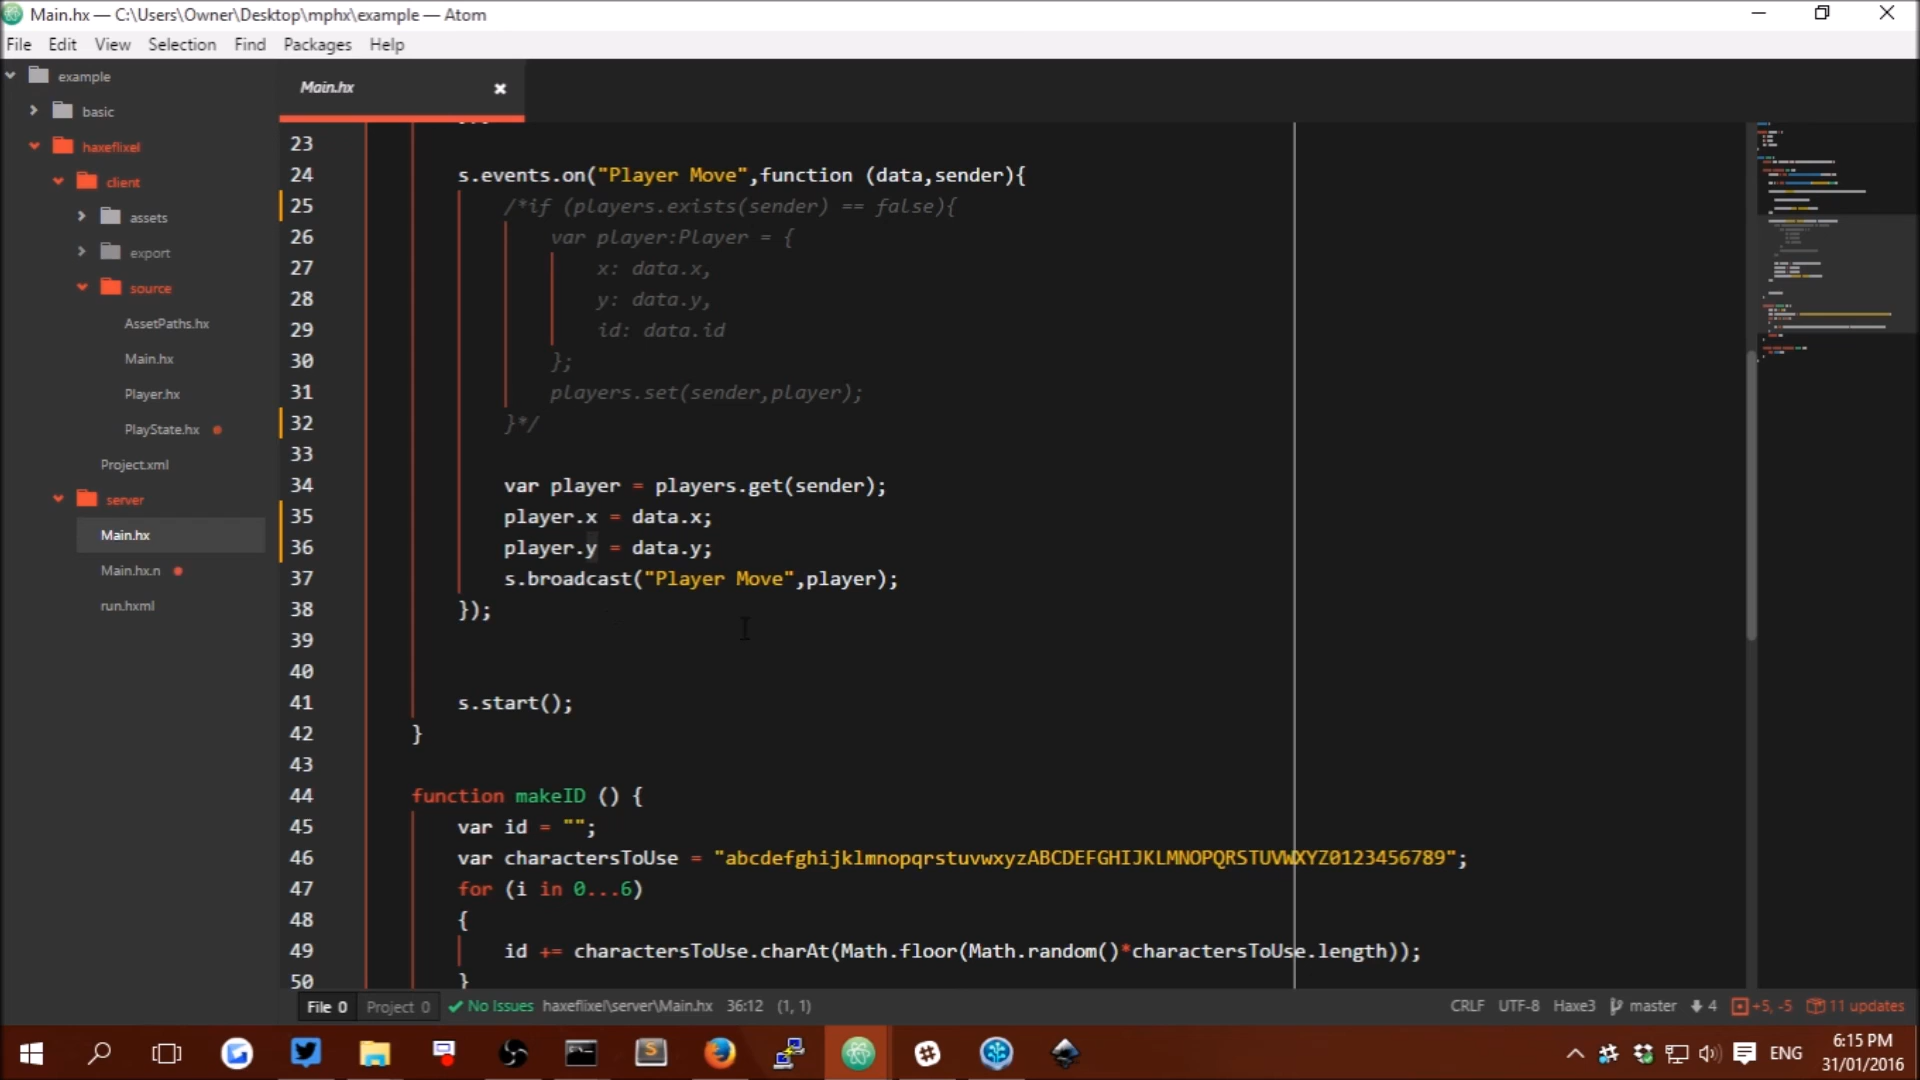 Main.hx — C:\Users\Owner\Desktop\mphx\example — Atom
File Edit View Selection Find Packages Help
example
basic
haxeflixel
client
assets
export
source
AssetPaths.hx
Main.hx
Player.hx
PlayState.hx
Project.xml
server
Main.hx
Main.hx.n
run.hxml
Main.hx
23
24 s.events.on("Player Move",function (data,sender){
25 /*if (players.exists(sender) == false){
26 var player:Player = {
27 x: data.x,
28 y: data.y,
29 id: data.id
30 };
31 players.set(sender,player);
32 }*/
33
34 var player = players.get(sender);
35 player.x = data.x;
36 player.y = data.y;
37 s.broadcast("Player Move",player);
38 });
39
40
41 s.start();
42 }
43
44 function makeID () {
45 var id = "";
46 var charactersToUse = "abcdefghijklmnopqrstuvwxyzABCDEFGHIJKLMNOPQRSTUVWXYZ0123456789";
47 for (i in 0...6)
48 {
49 id += charactersToUse.charAt(Math.floor(Math.random()*charactersToUse.length));
50 }
File 0 Project 0 No Issues haxeflixel\server\Main.hx 36:12 (1, 1) CRLF UTF-8 Haxe3 master 4 +5, -5 11 updates
ENG
6:15 PM
31/01/2016